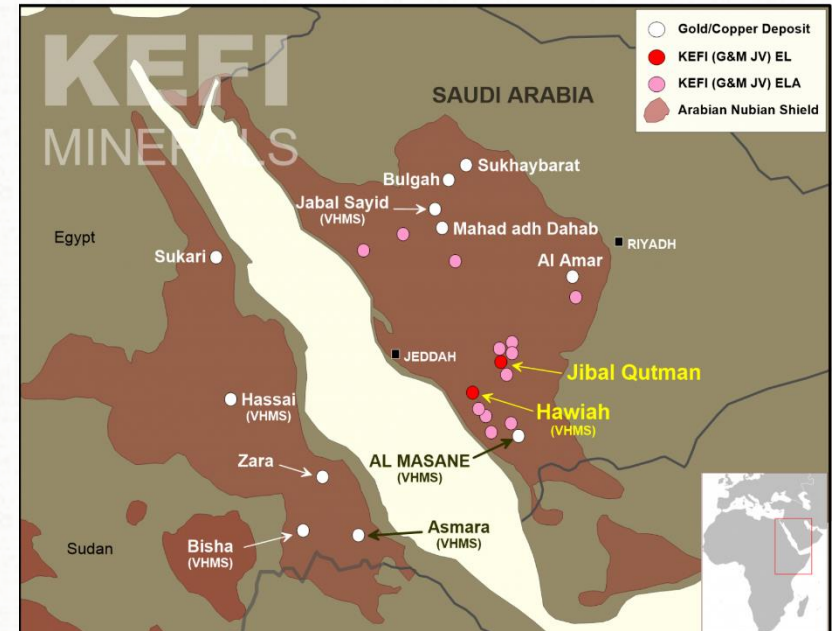 KEFI
MINERALS
Gold/Copper Deposit
KEFI (G&M JV) EL
KEFI (G&M JV) ELA
Arabian Nubian Shield
SAUDI ARABIA
Sukhaybarat
Bulgah
Jabal Sayid
(VHMS)
Mahad adh Dahab
Egypt
RIYADH
Sukari
Al Amar
JEDDAH
Jibal Qutman
Hassai
(VHMS)
Hawiah
(VHMS)
Zara
AL MASANE
(VHMS)
Asmara
(VHMS)
Sudan
Bisha
(VHMS)